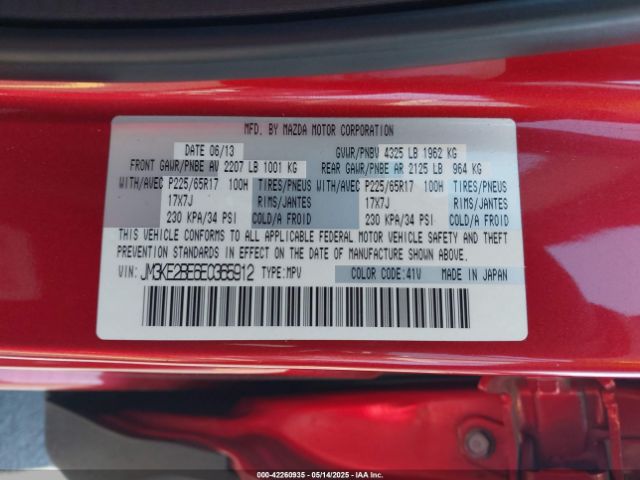 MFD. BY MAZDA MOTOR CORPORATION
DATE 06/13 GVWR/PNBV 4325 LB 1962 KG
FRONT GAWR/PNBE AV 2207 LB 1001 KG REAR GAWR/PNBE AR 2125 LB 964 KG
WITH/AVEC P225/65R17 100H TIRES/PNEUS WITH/AVEC P225/65R17 100H TIRES/PNEUS
17X7J RIMS/JANTES 17X7J RIMS/JANTES
230 KPA/34 PSI COLD/A FROID 230 KPA/34 PSI COLD/A FROID
THIS VEHICLE CONFORMS TO ALL APPLICABLE FEDERAL MOTOR VEHICLE SAFETY AND THEFT
PREVENTION STANDARDS IN EFFECT ON THE DATE OF MANUFACTURE SHOWN ABOVE.
VIN: JM3KE2BE6E0365912 TYPE: MPV COLOR CODE: 41V MADE IN JAPAN
000-42260935 - 05/14/2025 - IAAI.COM